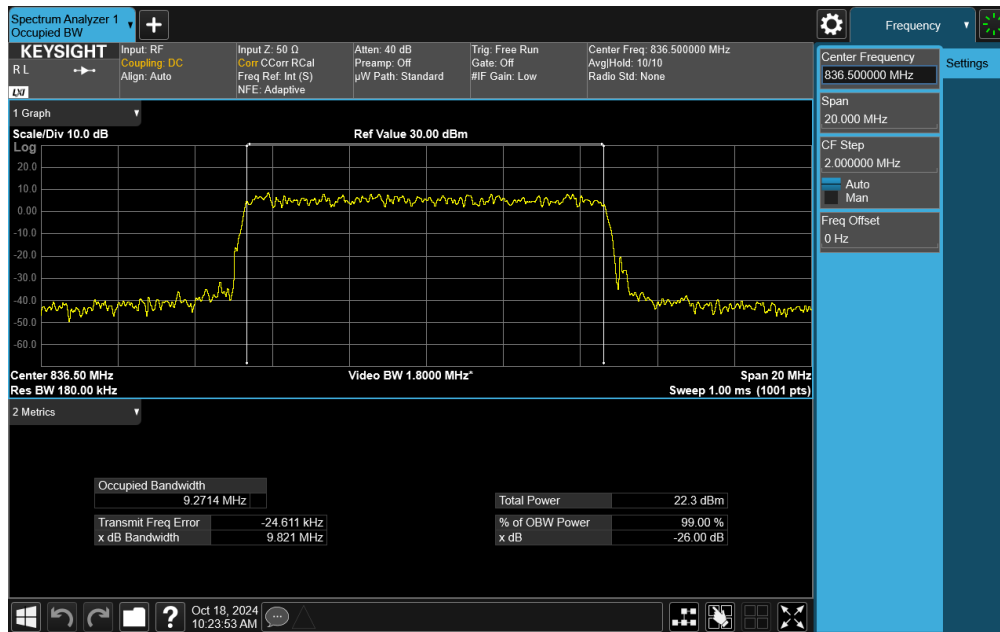 Spectrum Analyzer 1
Occupied BW
KEYSIGHT
R L
LXI
Input: RF
Coupling: DC
Align: Auto
Input Z: 50 Ω
Corr CCorr RCal
Freq Ref: Int (S)
NFE: Adaptive
Atten: 40 dB
Preamp: Off
µW Path: Standard
Trig: Free Run
Gate: Off
#IF Gain: Low
Center Freq: 836.500000 MHz
Avg|Hold: 10/10
Radio Std: None
1 Graph
Scale/Div 10.0 dB
Ref Value 30.00 dBm
Log
20.0
10.0
0.00
-10.0
-20.0
-30.0
-40.0
-50.0
-60.0
Center 836.50 MHz
Video BW 1.8000 MHz*
Span 20 MHz
Res BW 180.00 kHz
Sweep 1.00 ms (1001 pts)
2 Metrics
Occupied Bandwidth
9.2714 MHz
Transmit Freq Error -24.611 kHz
x dB Bandwidth 9.821 MHz
Total Power 22.3 dBm
% of OBW Power 99.00 %
x dB -26.00 dB
Frequency
Settings
Center Frequency
836.500000 MHz
Span
20.000 MHz
CF Step
2.000000 MHz
Auto
Man
Freq Offset
0 Hz
?
Oct 18, 2024
10:23:53 AM